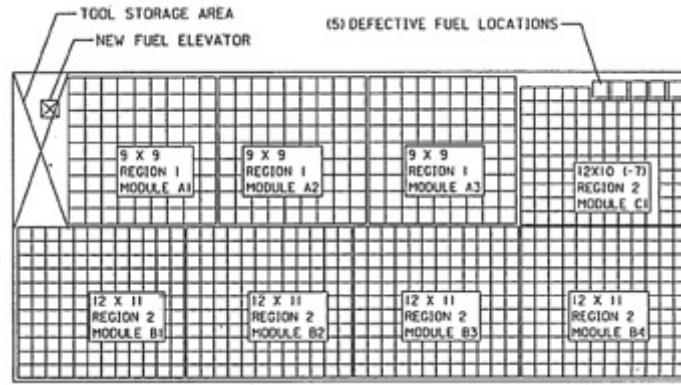 TOOL STORAGE AREA
NEW FUEL ELEVATOR
(5) DEFECTIVE FUEL LOCATIONS
9 X 9
REGION 1
MODULE A1
9 X 9
REGION 1
MODULE A2
9 X 9
REGION 1
MODULE A3
12X10 (-7)
REGION 2
MODULE C1
12 X 11
REGION 2
MODULE B1
12 X 11
REGION 2
MODULE B2
12 X 11
REGION 2
MODULE B3
12 X 11
REGION 2
MODULE B4